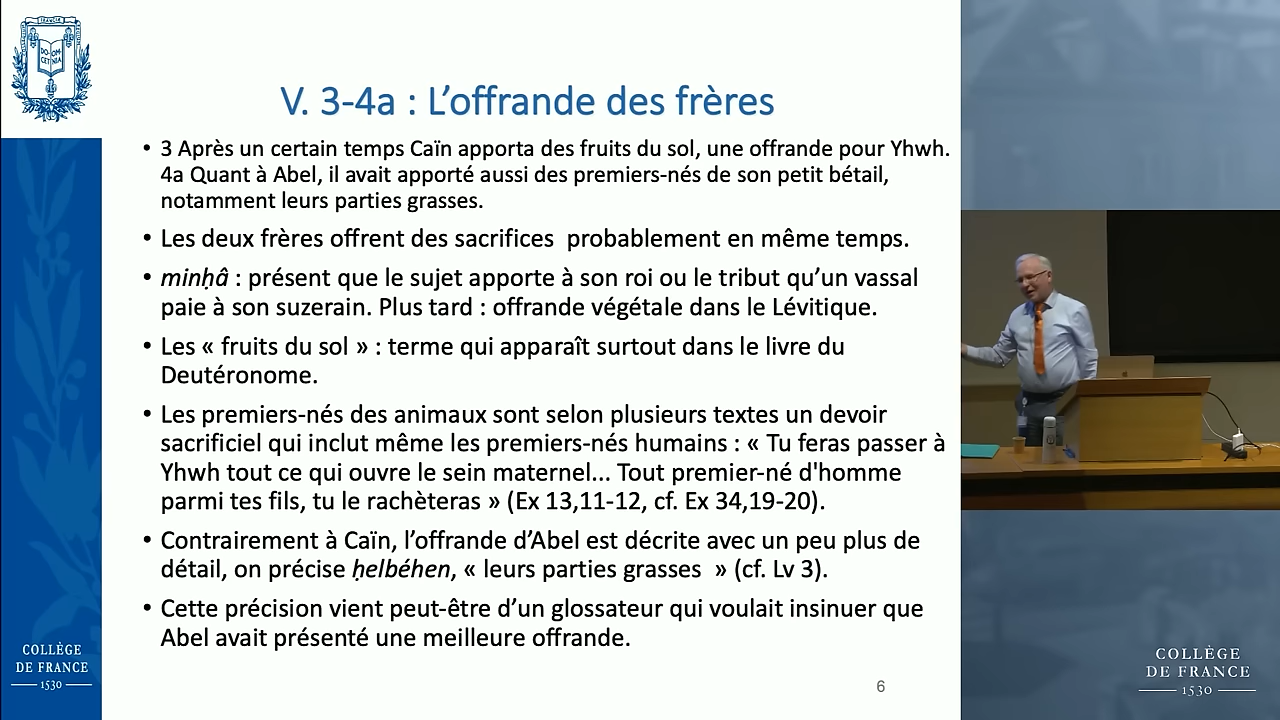 V. 3-4a : L’offrande des frères
• 3 Après un certain temps Caïn apporta des fruits du sol, une offrande pour Yhwh.
4a Quant à Abel, il avait apporté aussi des premiers-nés de son petit bétail,
notamment leurs parties grasses.
• Les deux frères offrent des sacrifices  probablement en même temps.
• minḥâ : présent que le sujet apporte à son roi ou le tribut qu’un vassal
paie à son suzerain. Plus tard : offrande végétale dans le Lévitique.
• Les « fruits du sol » : terme qui apparaît surtout dans le livre du
Deutéronome.
• Les premiers-nés des animaux sont selon plusieurs textes un devoir
sacrificiel qui inclut même les premiers-nés humains : « Tu feras passer à
Yhwh tout ce qui ouvre le sein maternel... Tout premier-né d'homme
parmi tes fils, tu le rachèteras » (Ex 13,11-12, cf. Ex 34,19-20).
• Contrairement à Caïn, l’offrande d’Abel est décrite avec un peu plus de
détail, on précise ḥelbéhen, « leurs parties grasses  » (cf. Lv 3).
• Cette précision vient peut-être d’un glossateur qui voulait insinuer que
Abel avait présenté une meilleure offrande.
6
COLLÈGE
DE FRANCE
1530
COLLÈGE
DE FRANCE
1530